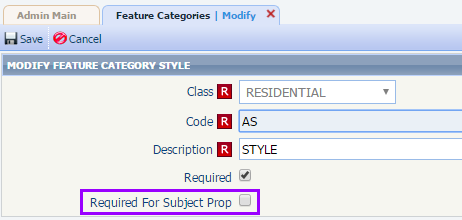 Admin Main Feature Categories | Modify
Save Cancel
MODIFY FEATURE CATEGORY STYLE
Class R RESIDENTIAL
Code R AS
Description R STYLE
Required
Required For Subject Prop